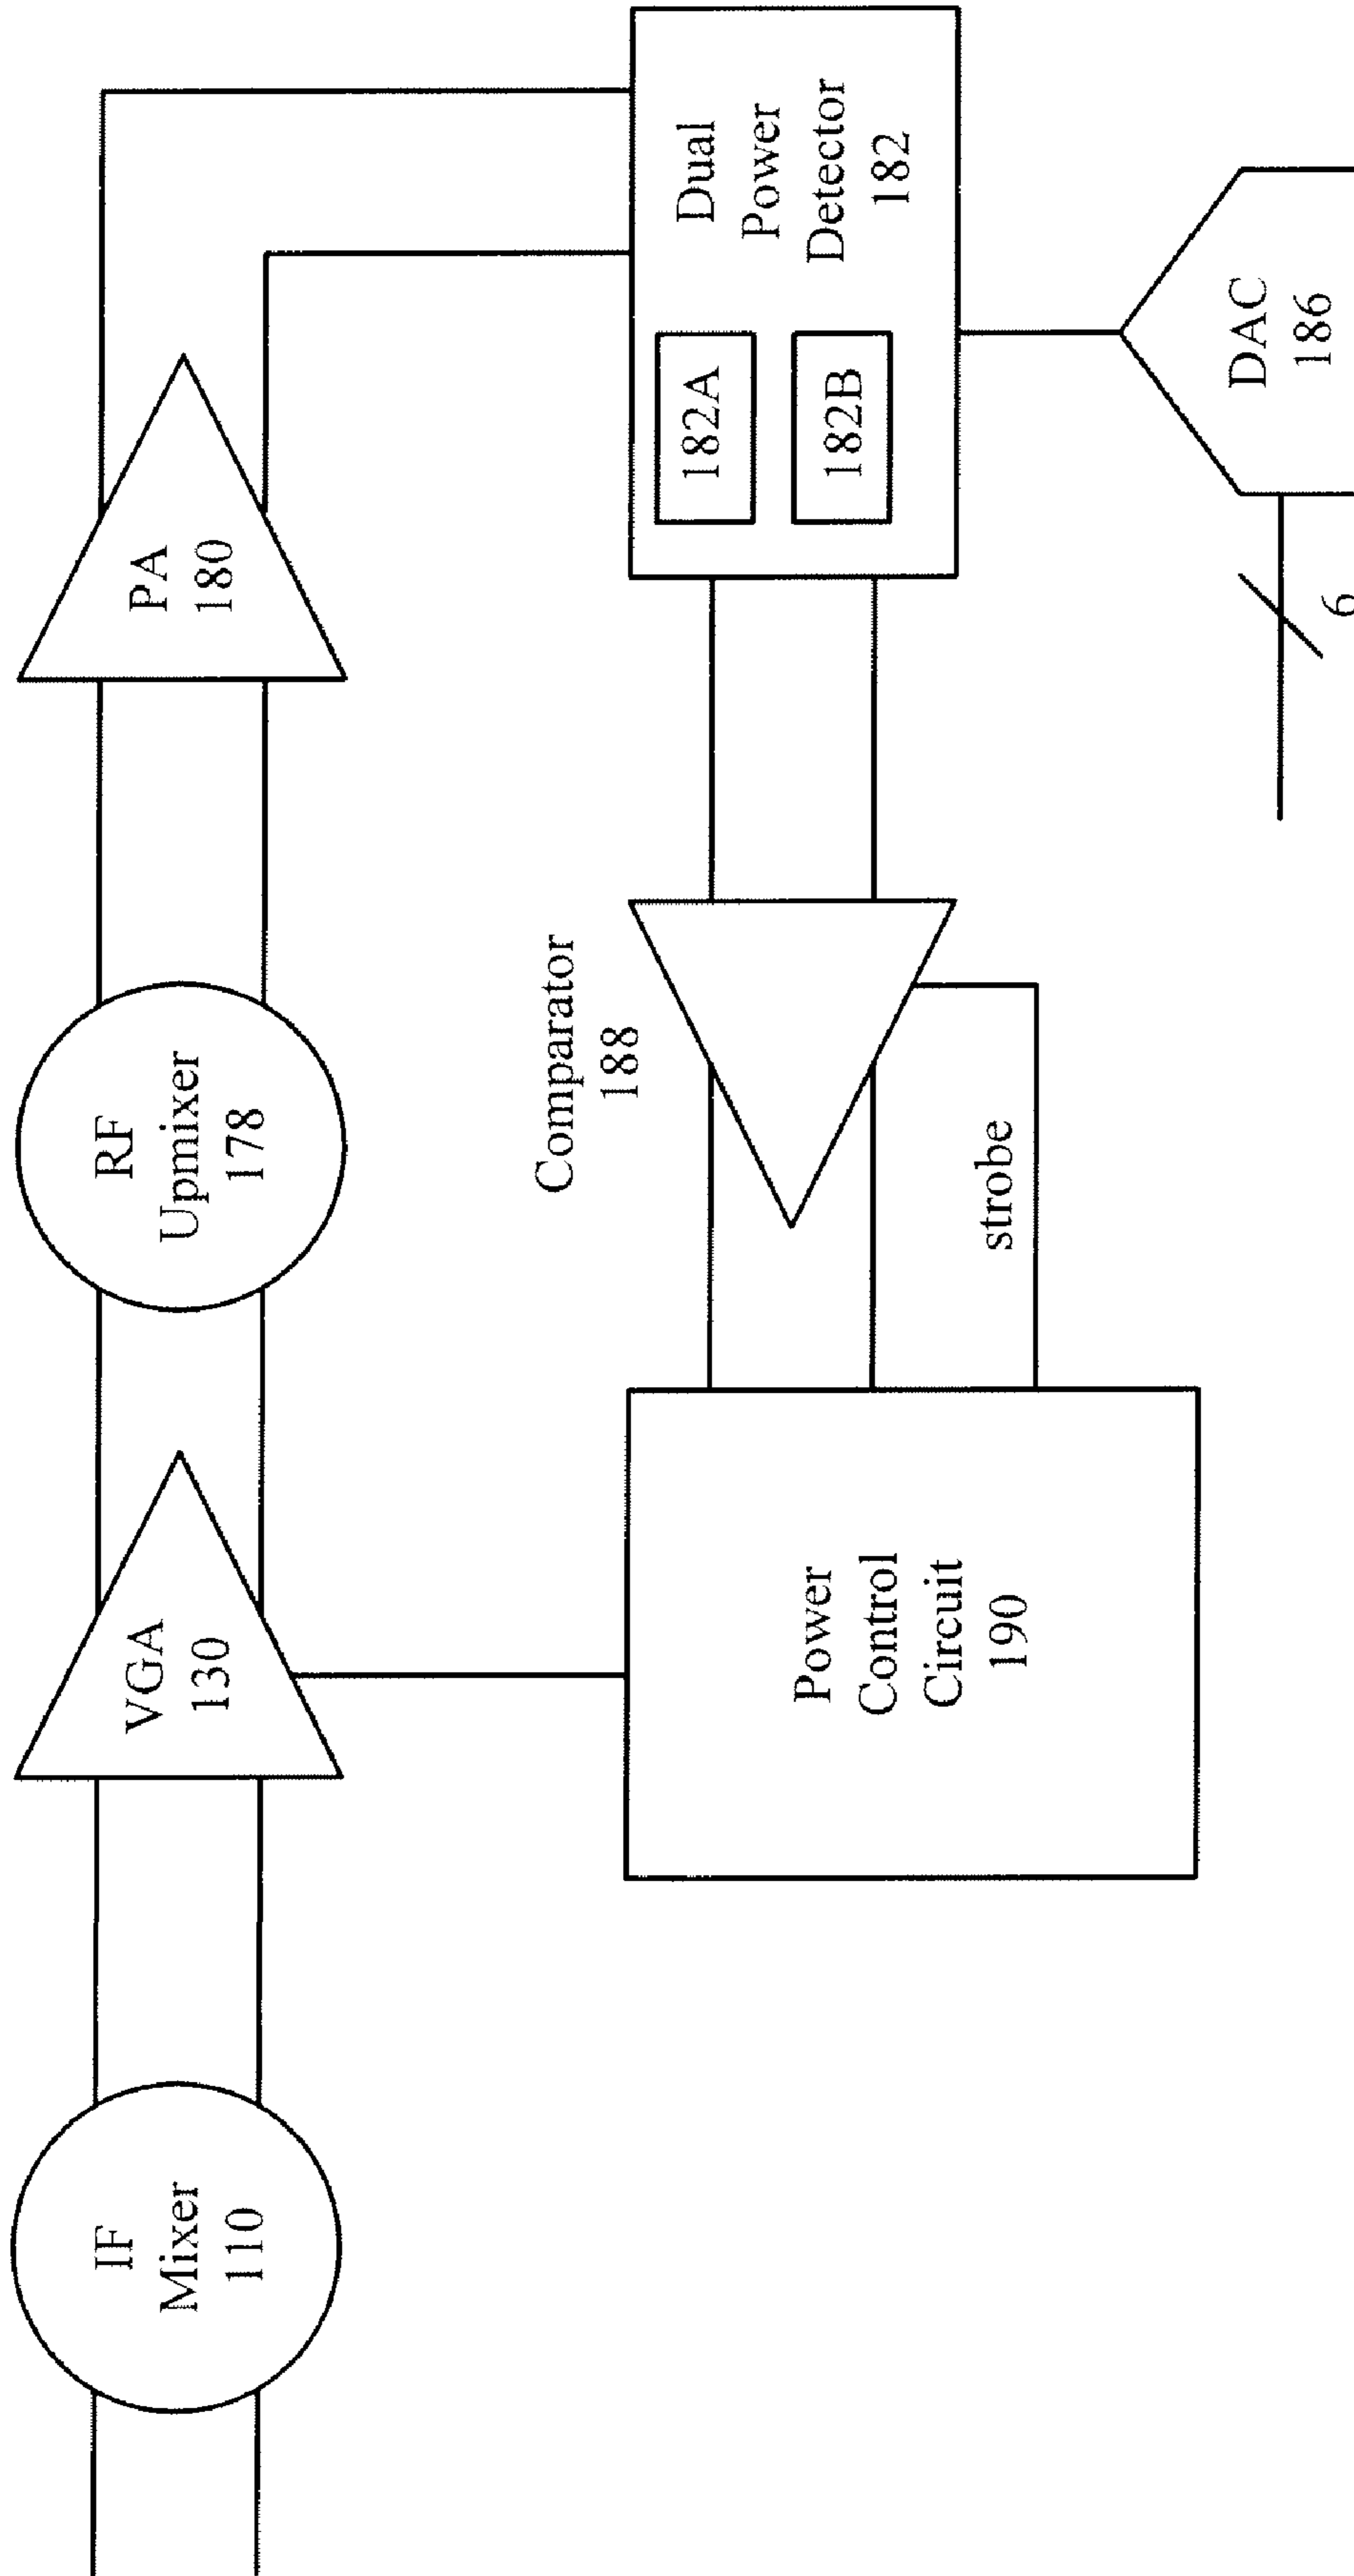 IF
Mixer
110
VGA
130
RF
Upmixer
178
PA
180
Power
Control
Circuit
190
strobe
Comparator
188
182A
182B
Dual
Power
Detector
182
6
DAC
186